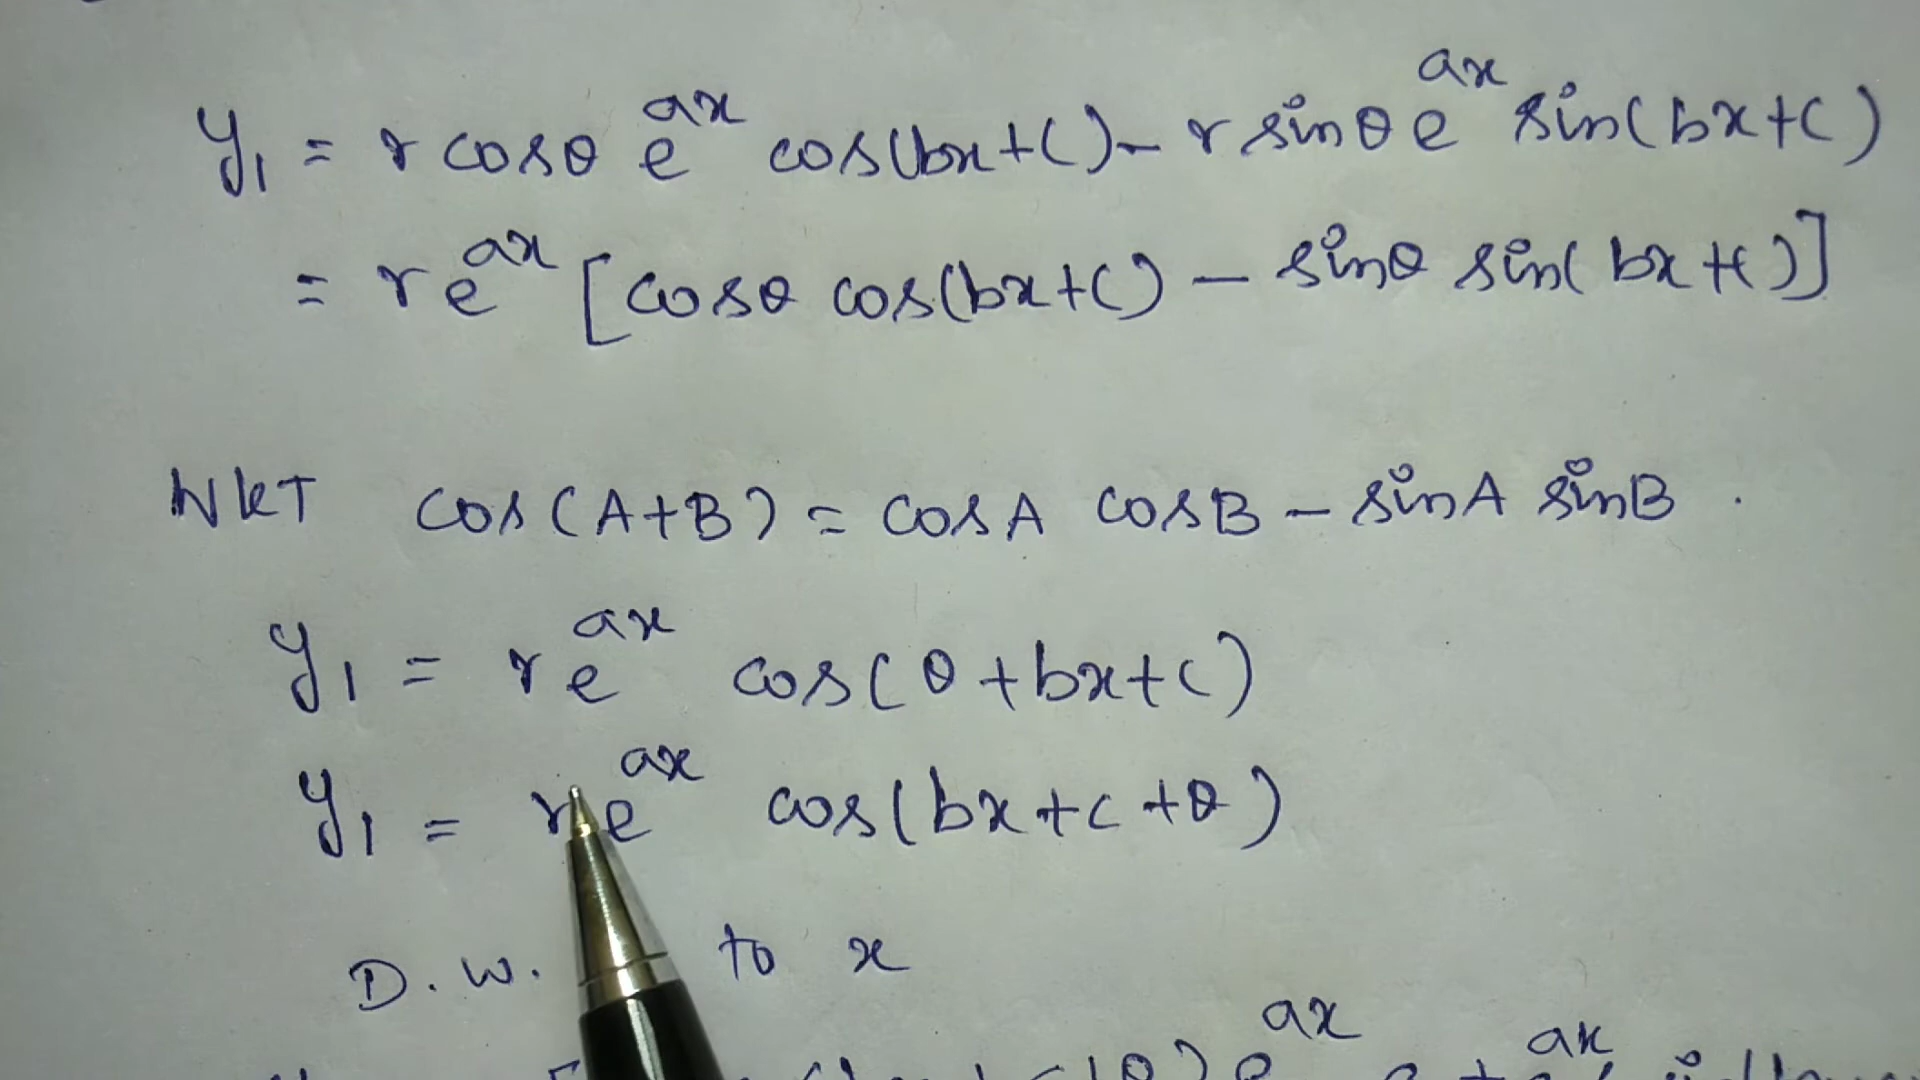 y₁ = r cosθ e^ax cos(bx+c) - r sinθ e^ax sin(bx+c)
= r e^ax [cosθ cos(bx+c) - sinθ sin(bx+c)]
WKT cos(A+B) = cosA cosB - sinA sinB.
y₁ = r e^ax cos(θ+bx+c)
y₁ = r e^ax cos(bx+c+θ)
D.w. to x
e^ax